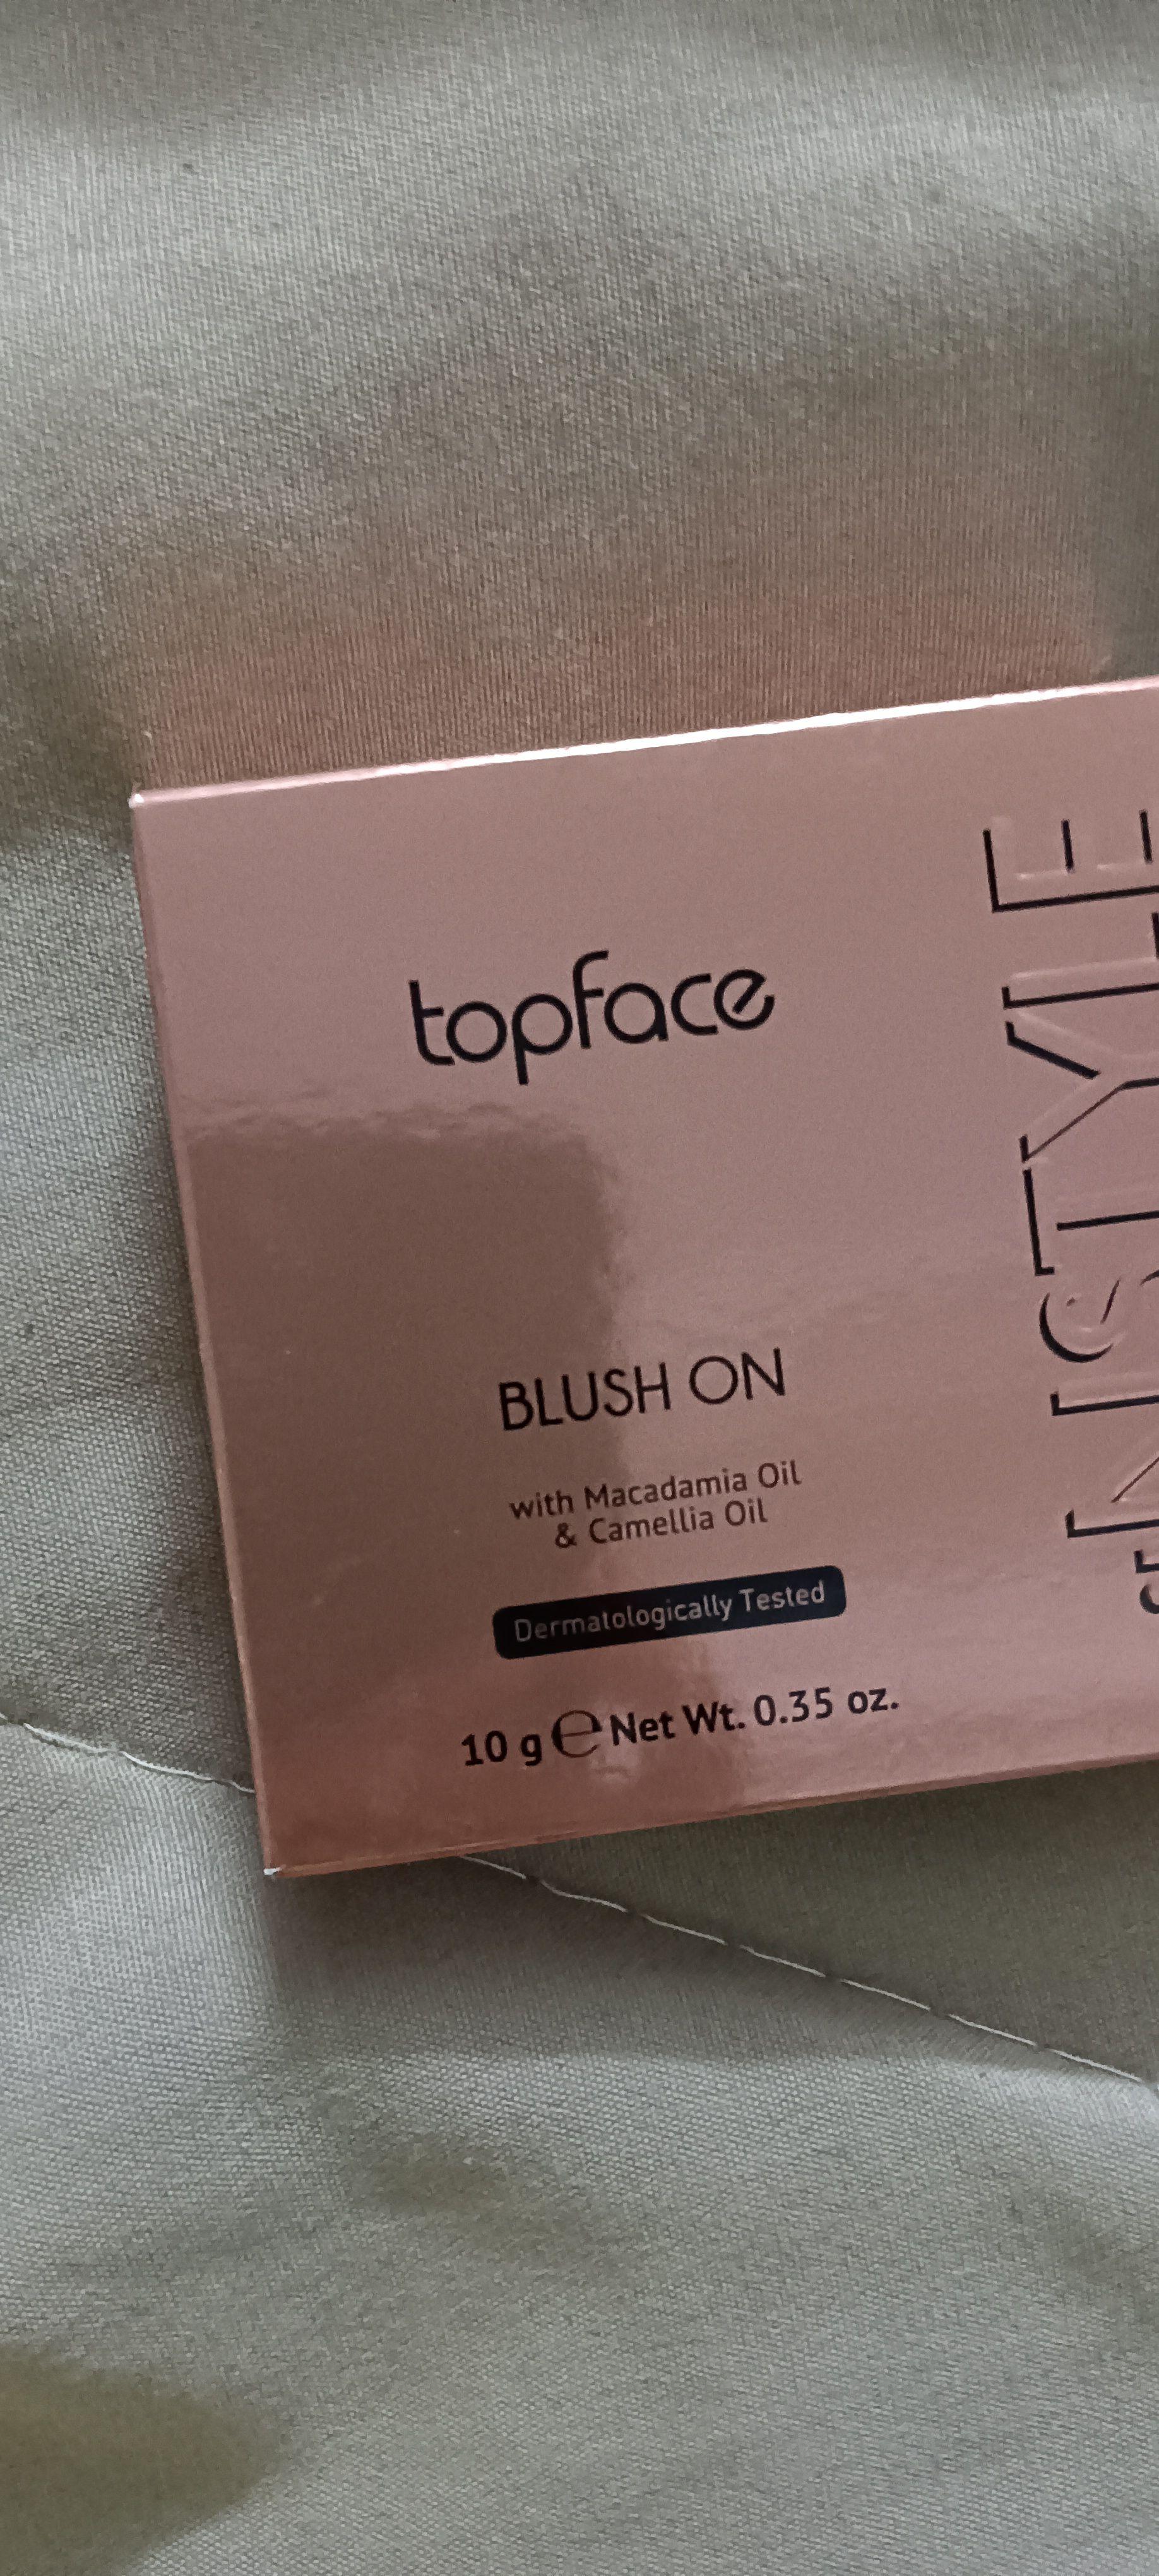 topface
BLUSH ON
with Macadamia Oil
& Camellia Oil
Dermatologically Tested
10 g ℮ Net Wt. 0.35 oz.
INSTYLE